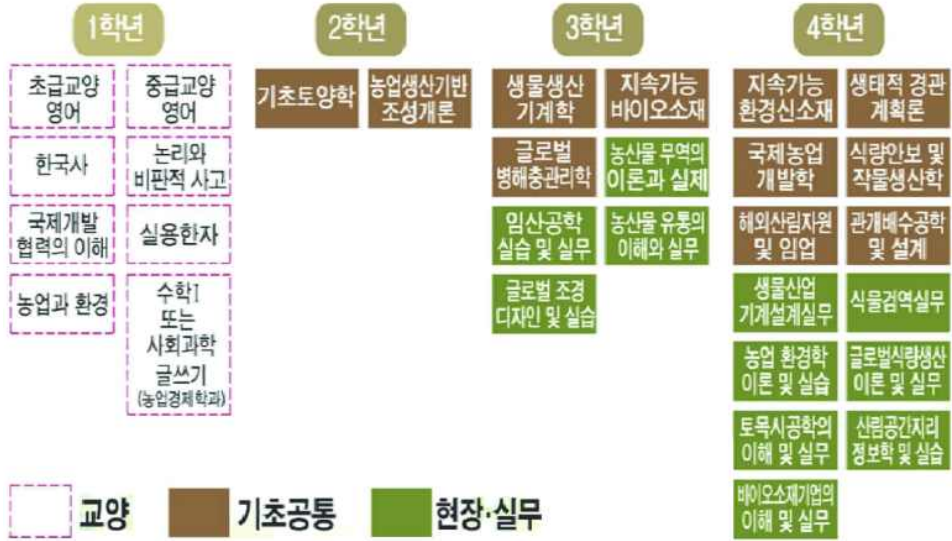 1학년
2학년
3학년
4학년
초급교양
영어
중급교양
영어
한국사
논리와
비판적 사고
국제개발
협력의 이해
실용한자
농업과 환경
수학I
또는
사회과학
글쓰기
(농업경제학과)
기초토양학
농업생산기반
조성개론
생물생산
기계학
지속가능
바이오소재
글로벌
병해충관리학
농산물 무역의
이론과 실제
임산공학
실습 및 실무
농산물 유통의
이해와 실무
글로벌 조경
디자인 및 실습
지속가능
환경신소재
생태적 경관
계획론
국제농업
개발학
식량안보 및
작물생산학
해외산림자원
및 임업
관개배수공학
및 설계
생물산업
기계설계실무
식물검역실무
농업 환경학
이론 및 실습
글로벌식량생산
이론 및 실무
토목시공학의
이해 및 실무
산림공간지리
정보학 및 실습
바이오소재기업의
이해 및 실무
교양
기초공통
현장·실무